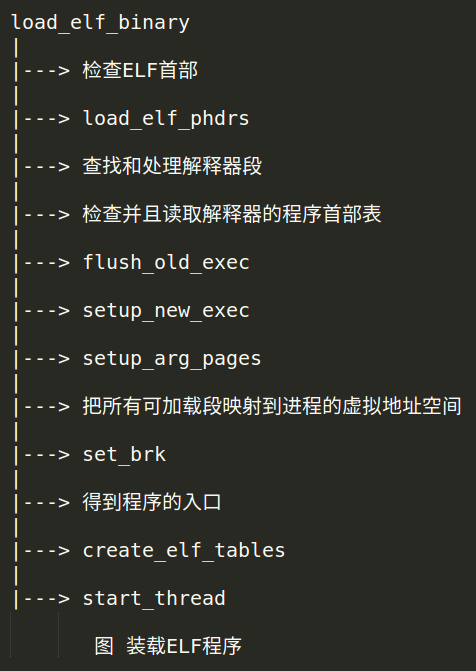 load_elf_binary
|
|---> 检查ELF首部
|
|---> load_elf_phdrs
|
|---> 查找和处理解释器段
|
|---> 检查并且读取解释器的程序首部表
|
|---> flush_old_exec
|
|---> setup_new_exec
|
|---> setup_arg_pages
|
|---> 把所有可加载段映射到进程的虚拟地址空间
|
|---> set_brk
|
|---> 得到程序的入口
|
|---> create_elf_tables
|
|---> start_thread
图 装载ELF程序